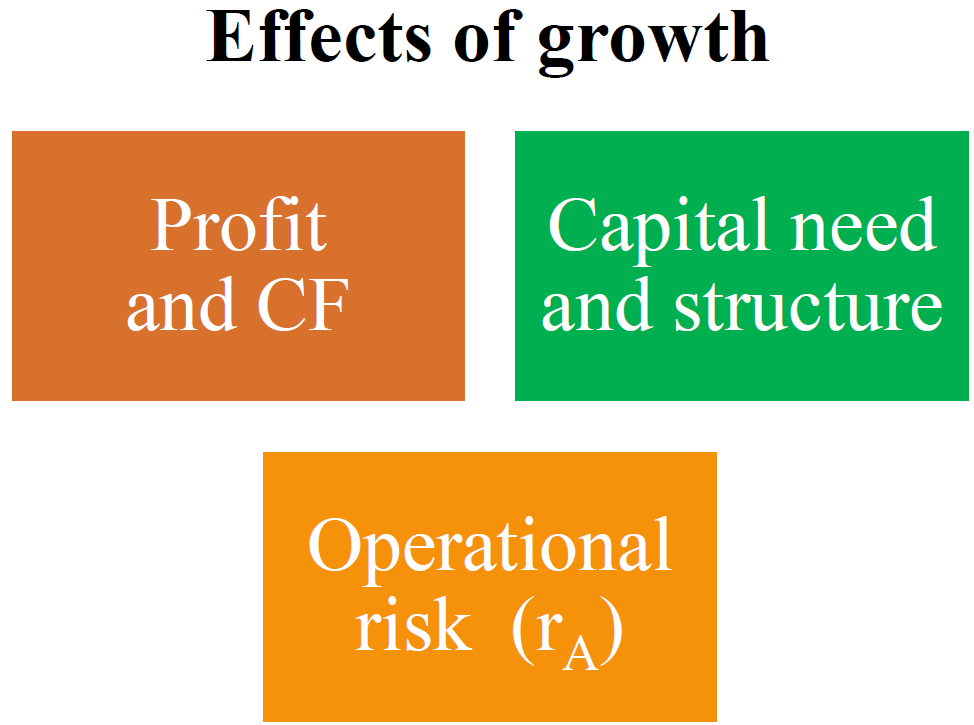 Effects of growth
Profit
and CF
Capital need
and structure
Operational
risk (rA)